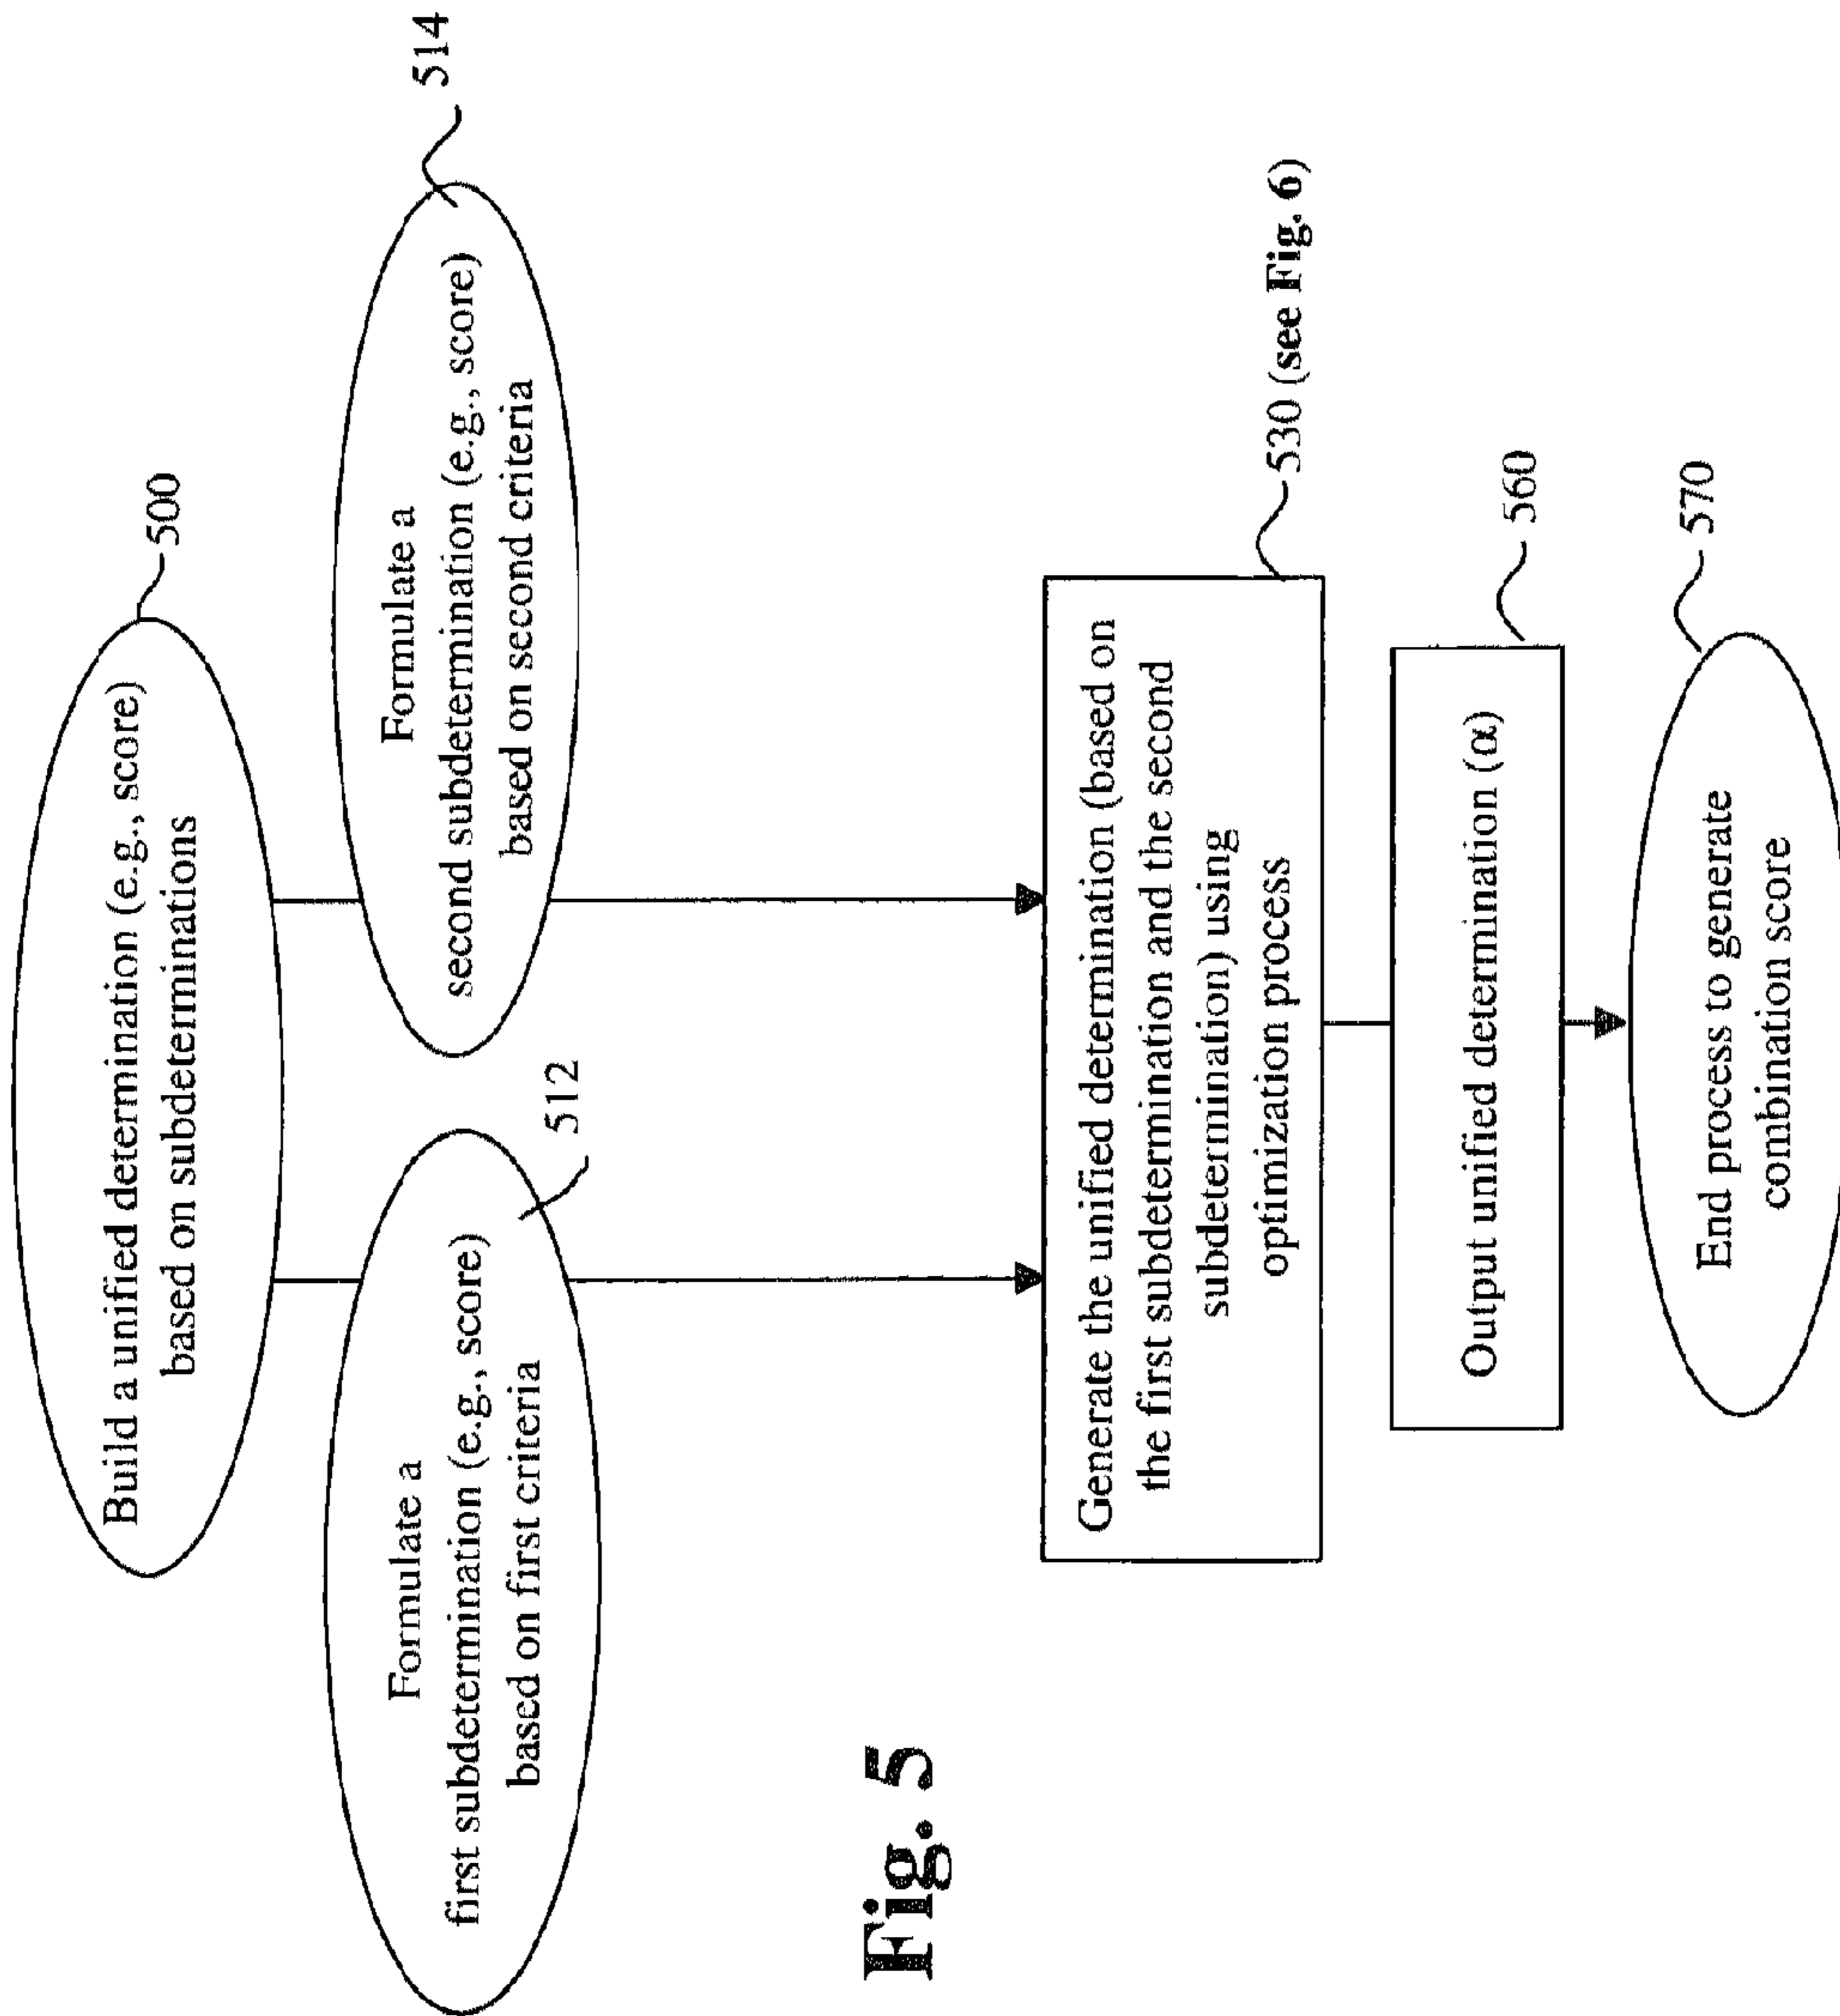 Build a unified determination (e.g., score)
based on subdeterminations
500
Formulate a
first subdetermination (e.g., score)
based on first criteria
512
Formulate a
second subdetermination (e.g., score)
based on second criteria
514
Generate the unified determination (based on
the first subdetermination and the second
subdetermination) using
optimization process
530 (see Fig. 6)
Output unified determination (α)
560
End process to generate
combination score
570
Fig. 5